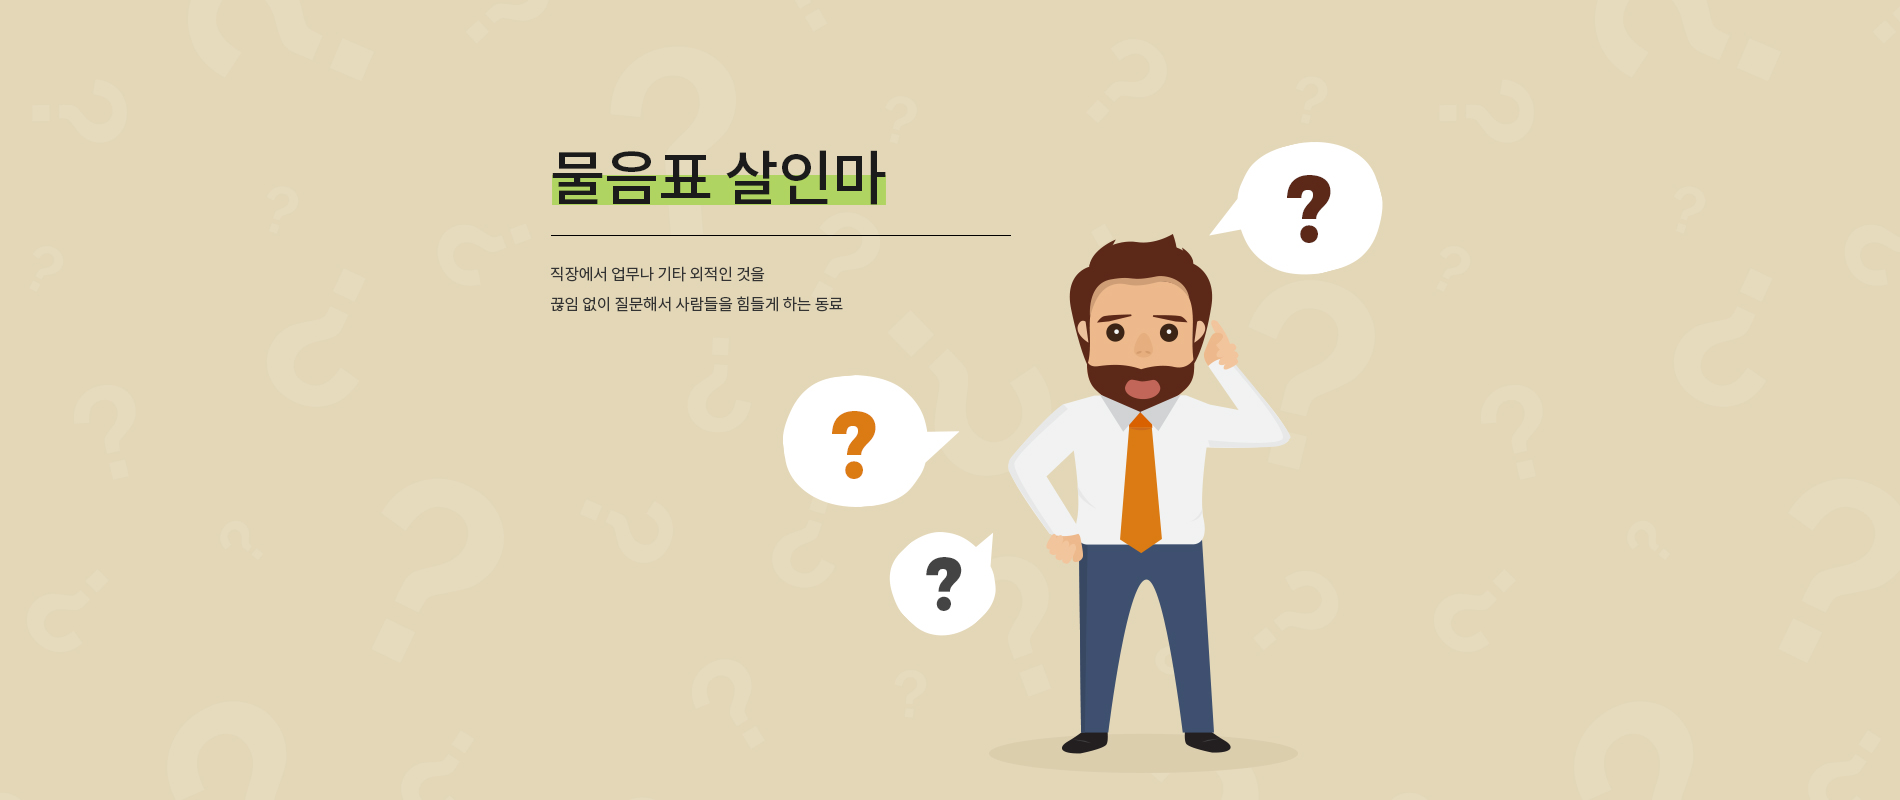 물음표 살인마
직장에서 업무나 기타 외적인 것을
끊임 없이 질문해서 사람들을 힘들게 하는 동료
?
?
?